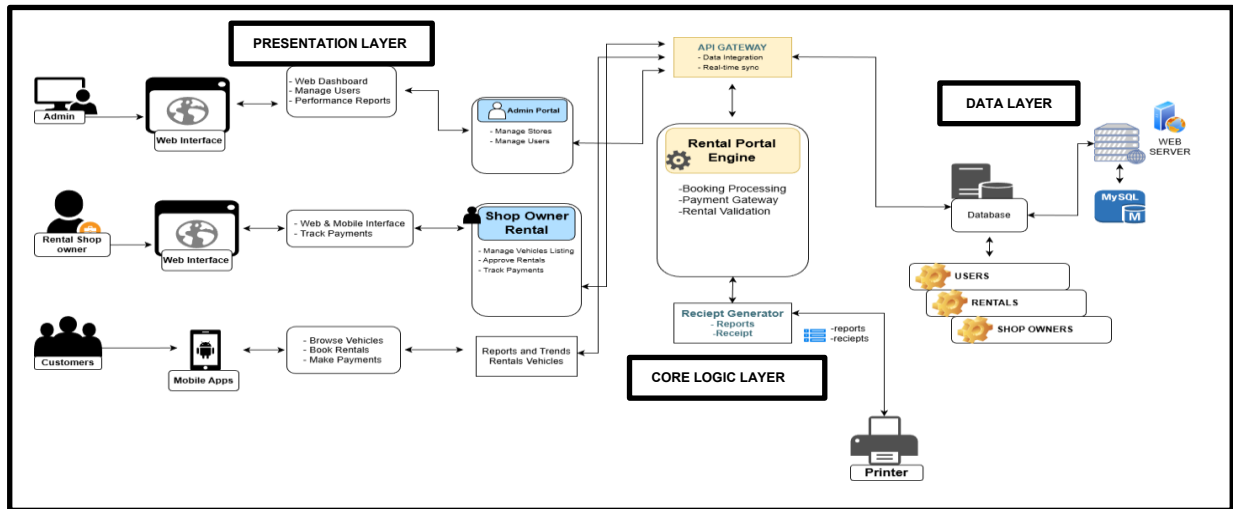 PRESENTATION LAYER
Admin
Web Interface
- Web Dashboard
- Manage Users
- Performance Reports
Admin Portal
- Manage Stores
- Manage Users
Rental Shop
owner
Web Interface
- Web & Mobile Interface
- Track Payments
Shop Owner
Rental
- Manage Vehicles Listing
- Approve Rentals
- Track Payments
Customers
Mobile Apps
- Browse Vehicles
- Book Rentals
- Make Payments
Reports and Trends
Rentals Vehicles
API GATEWAY
- Data Integration
- Real-time sync
Rental Portal
Engine
-Booking Processing
-Payment Gateway
-Rental Validation
Reciept Generator
- Reports
-Receipt
-reports
-reciepts
CORE LOGIC LAYER
Printer
DATA LAYER
WEB
SERVER
MySQL
M
Database
USERS
RENTALS
SHOP OWNERS